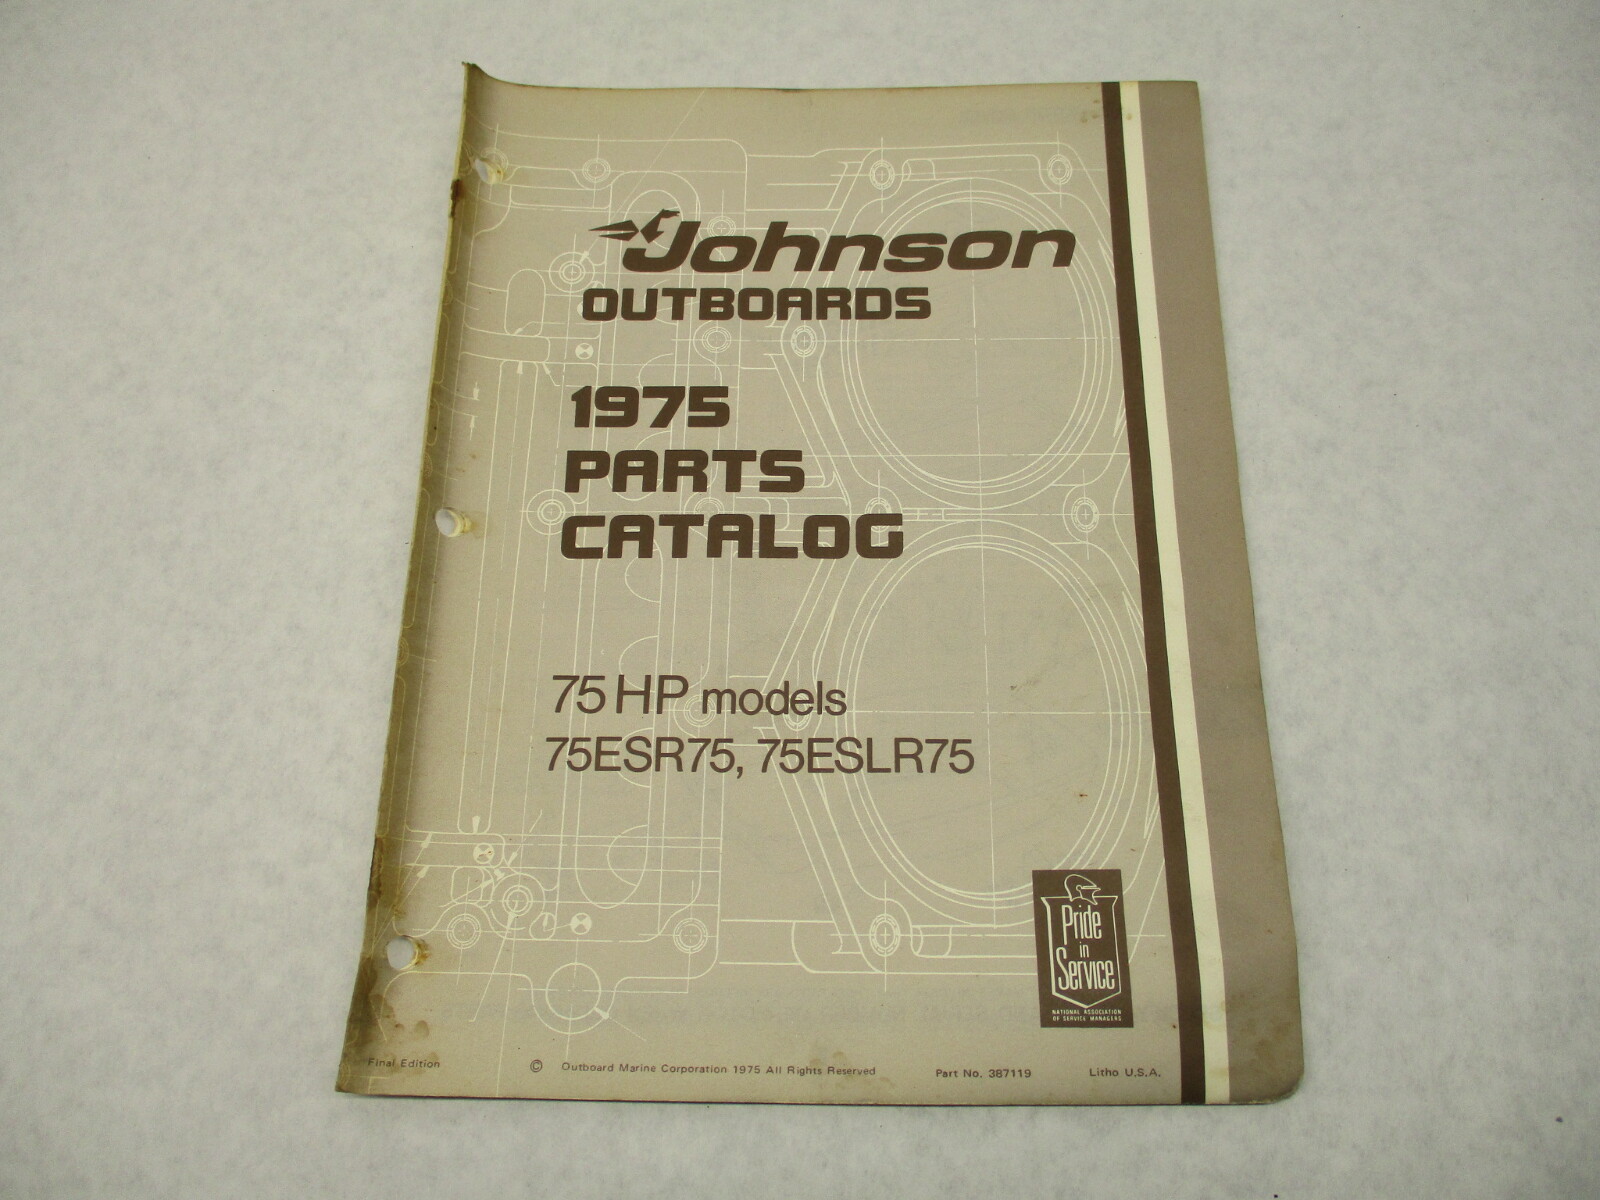 Johnson
OUTBOARDS
1975
PARTS
CATALOG
75 HP models
75ESR75, 75ESLR75
Pride
in
Service
NATIONAL ASSOCIATION
OF SERVICE MANAGERS
Final Edition © Outboard Marine Corporation 1975 All Rights Reserved Part No. 387119 Litho U.S.A.